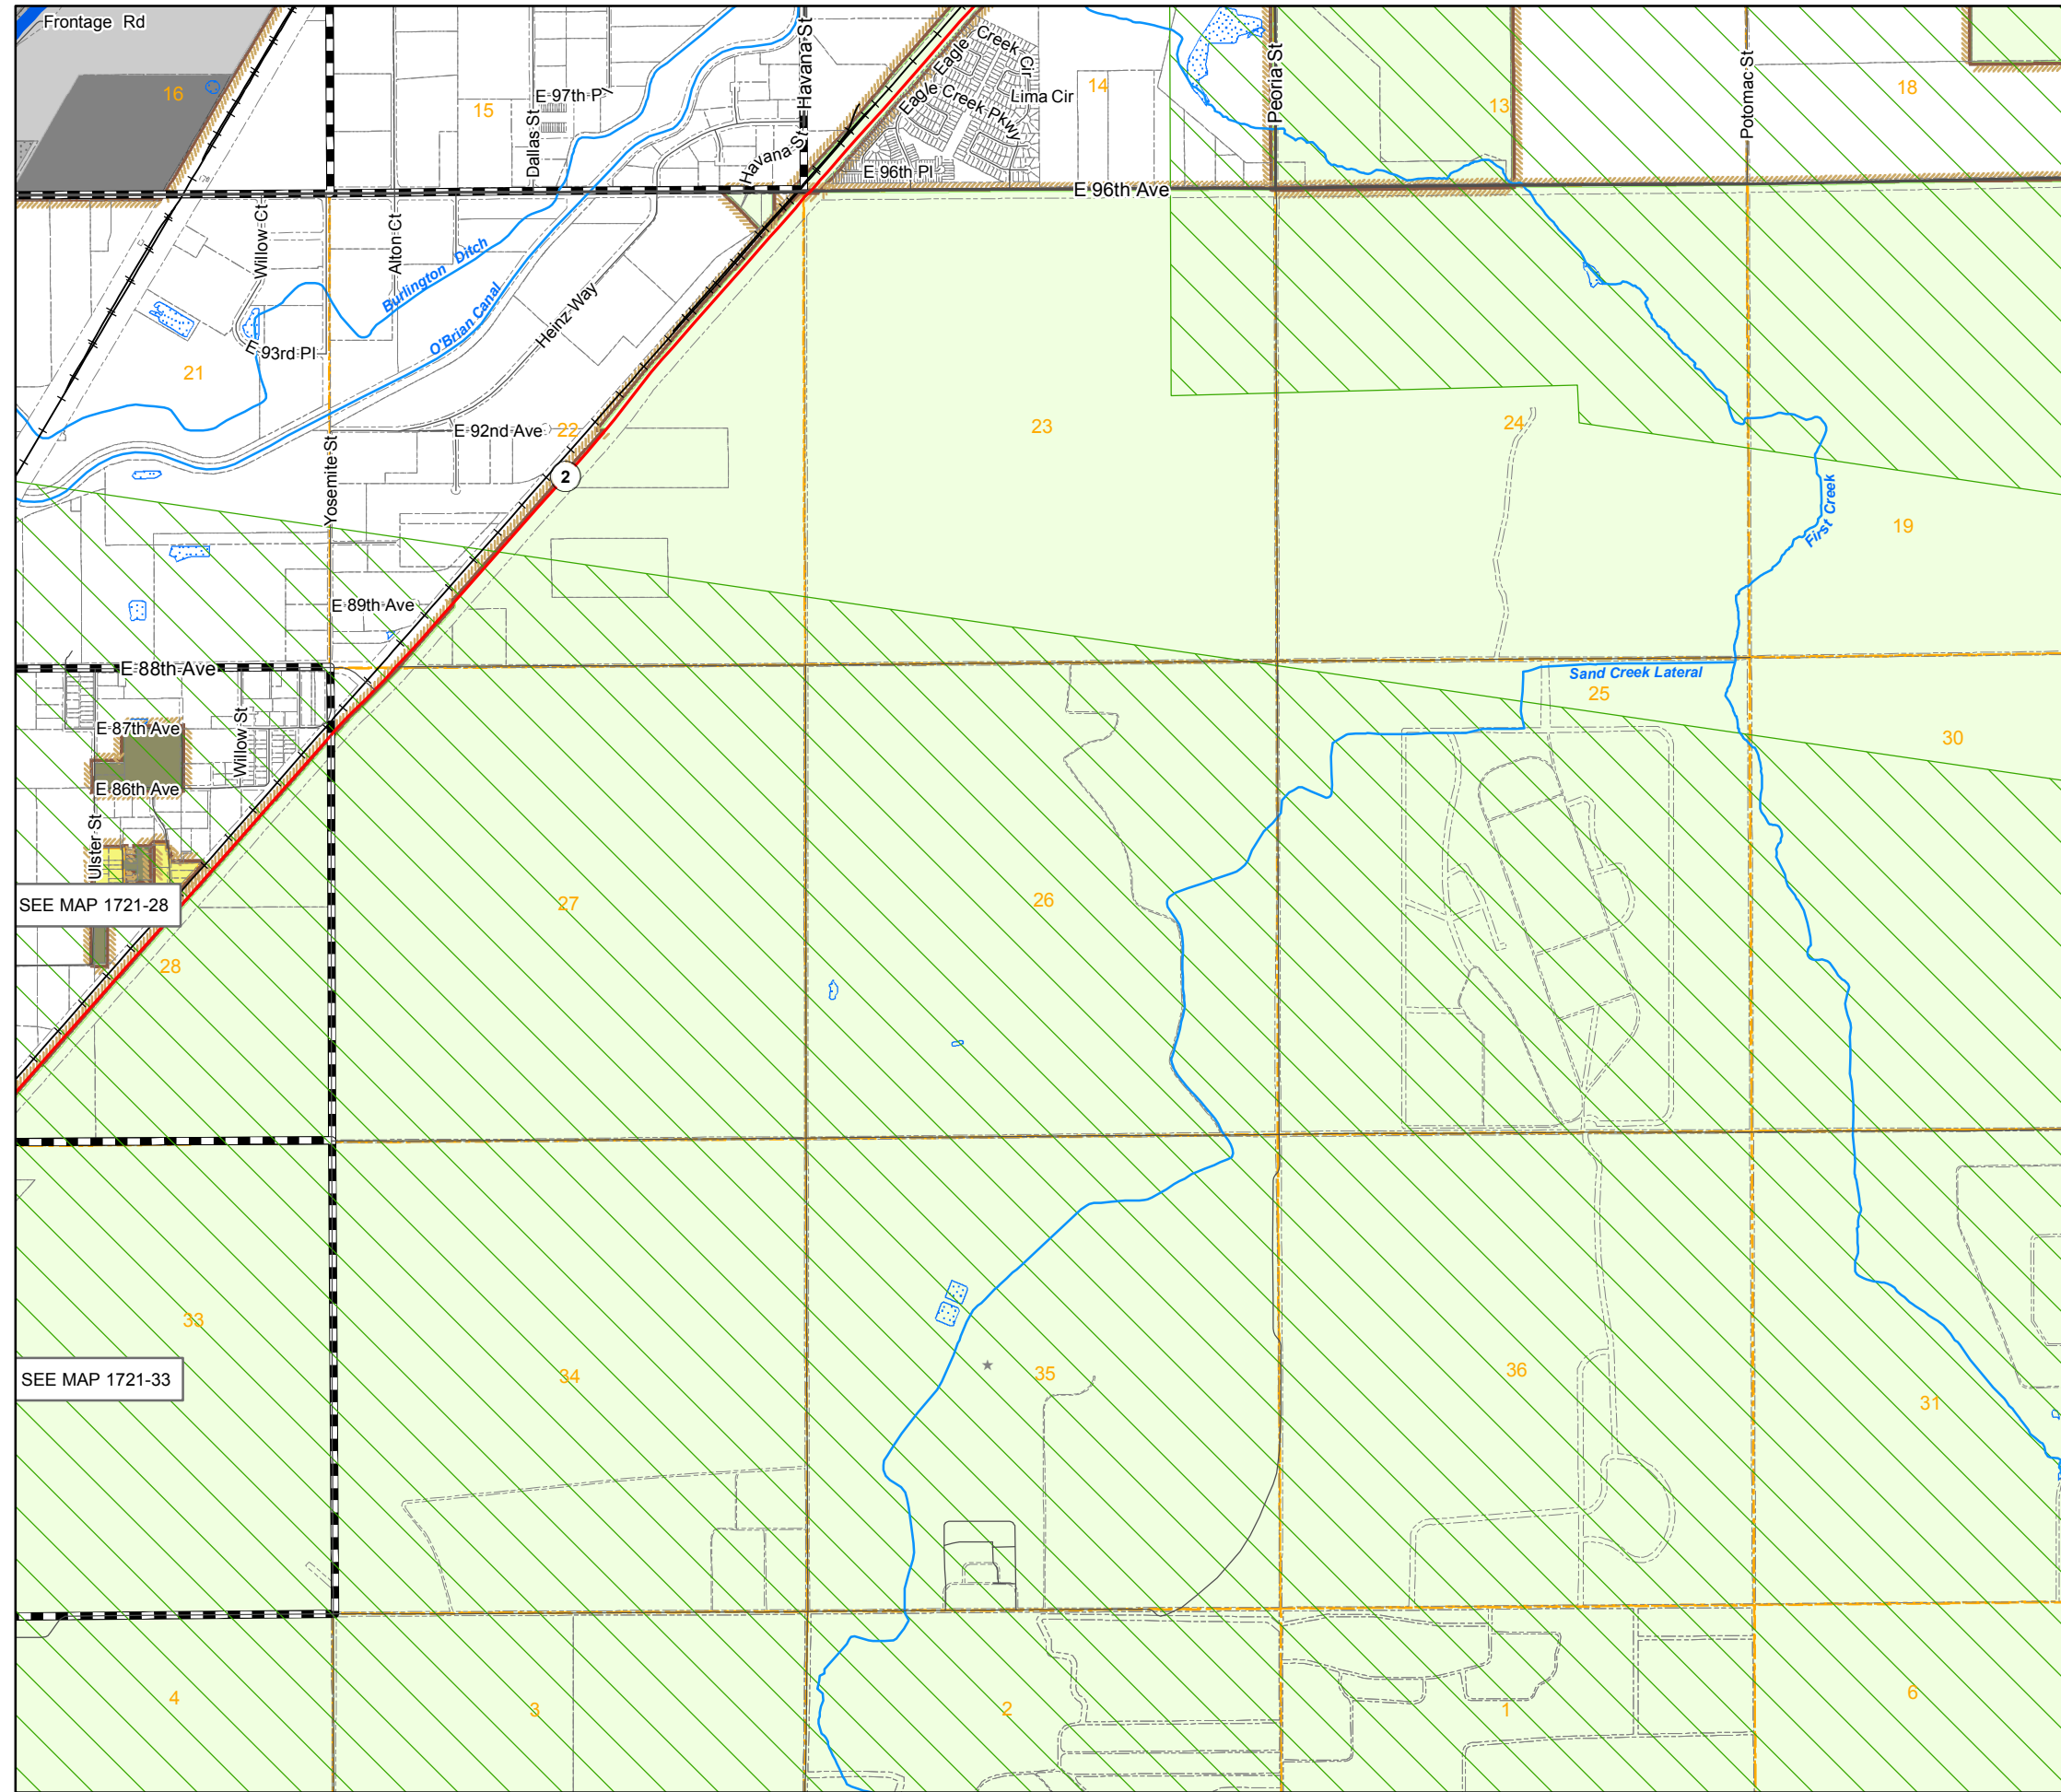 Frontage Rd
16
15
14
13
18
Eagle Creek Cir
Eagle Creek Pkwy
Lima Cir
E 97th Pl
Dallas St
Havana St
Havana St
E 96th Pl
Peoria St
Potomac St
E 96th Ave
Willow Ct
Alton Ct
Burlington Ditch
O'Brian Canal
Heinz Way
E 93rd Pl
21
22
23
24
E 92nd Ave
2
Yosemite St
First Creek
19
E 89th Ave
E 88th Ave
Sand Creek Lateral
25
30
E 87th Ave
Willow St
E 86th Ave
Ulster St
SEE MAP 1721-28
27
26
28
33
34
35
36
31
SEE MAP 1721-33
4
3
2
1
6